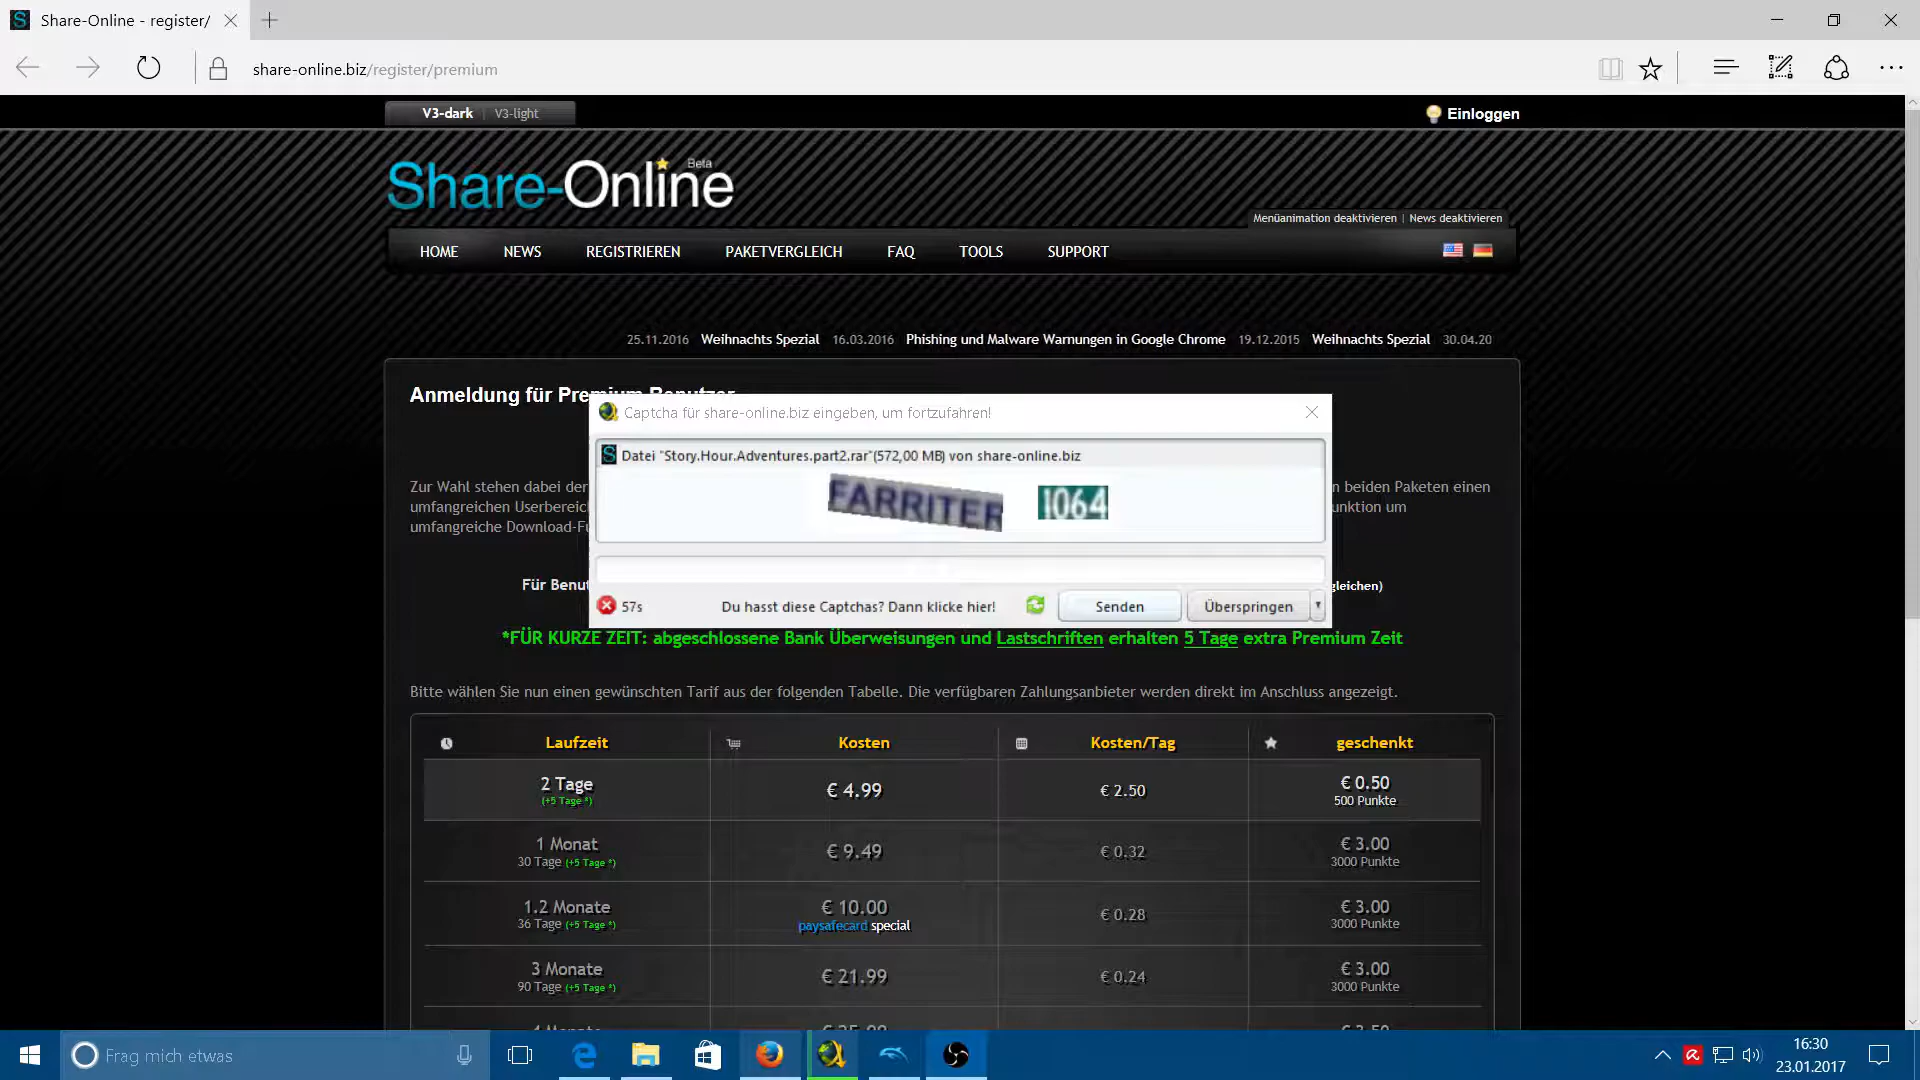 Share-Online - register/
share-online.biz/register/premium
V3-dark | V3-light
Einloggen
Share-Online Beta
Menüanimation deaktivieren | News deaktivieren
HOME NEWS REGISTRIEREN PAKETVERGLEICH FAQ TOOLS SUPPORT
25.11.2016 Weihnachts Spezial 16.03.2016 Phishing und Malware Warnungen in Google Chrome 19.12.2015 Weihnachts Spezial 30.04.20
Anmeldung für Premium Benutzer
Captcha für share-online.biz eingeben, um fortzufahren!
Datei "Story.Hour.Adventures.part2.rar"(572,00 MB) von share-online.biz
FARRITER 1064
Zur Wahl stehen dabei der n beiden Paketen einen
umfangreichen Userbereic unktion um
umfangreiche Download-Fu
Für Benut gleichen)
57s Du hasst diese Captchas? Dann klicke hier! Senden Überspringen
*FÜR KURZE ZEIT: abgeschlossene Bank Überweisungen und Lastschriften erhalten 5 Tage extra Premium Zeit
Bitte wählen Sie nun einen gewünschten Tarif aus der folgenden Tabelle. Die verfügbaren Zahlungsanbieter werden direkt im Anschluss angezeigt.
Laufzeit Kosten Kosten/Tag geschenkt
2 Tage € 4.99 € 2.50 € 0.50
(+5 Tage *) 500 Punkte
1 Monat € 9.49 € 0.32 € 3.00
30 Tage (+5 Tage *) 3000 Punkte
1.2 Monate € 10.00 € 0.28 € 3.00
36 Tage (+5 Tage *) paysafecard special 3000 Punkte
3 Monate € 21.99 € 0.24 € 3.00
90 Tage (+5 Tage *) 3000 Punkte
Frag mich etwas
16:30
23.01.2017